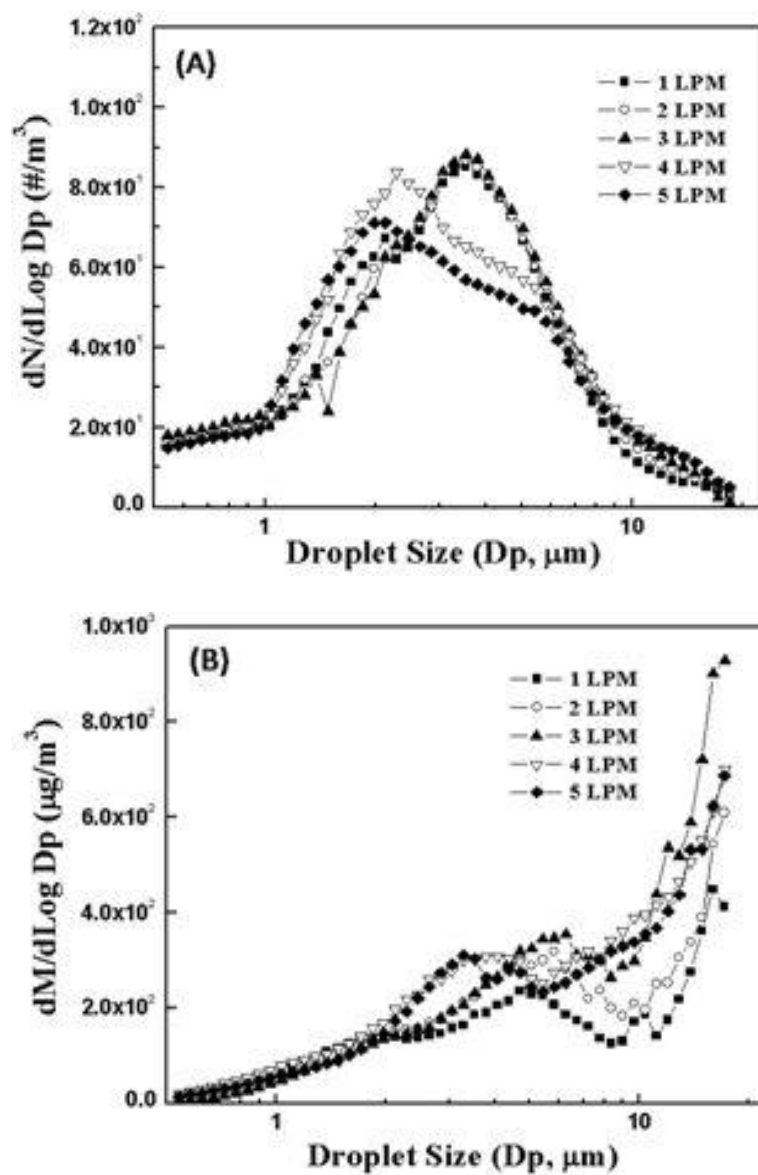 1.2x10²
1.0x10²
8.0x10¹
6.0x10¹
4.0x10¹
2.0x10¹
0.0
dN/dLog Dp (#/m³)
(A)
1 LPM
2 LPM
3 LPM
4 LPM
5 LPM
1
10
Droplet Size (Dp, μm)
1.0x10³
8.0x10²
6.0x10²
4.0x10²
2.0x10²
0.0
dM/dLog Dp (μg/m³)
(B)
1 LPM
2 LPM
3 LPM
4 LPM
5 LPM
1
10
Droplet Size (Dp, μm)